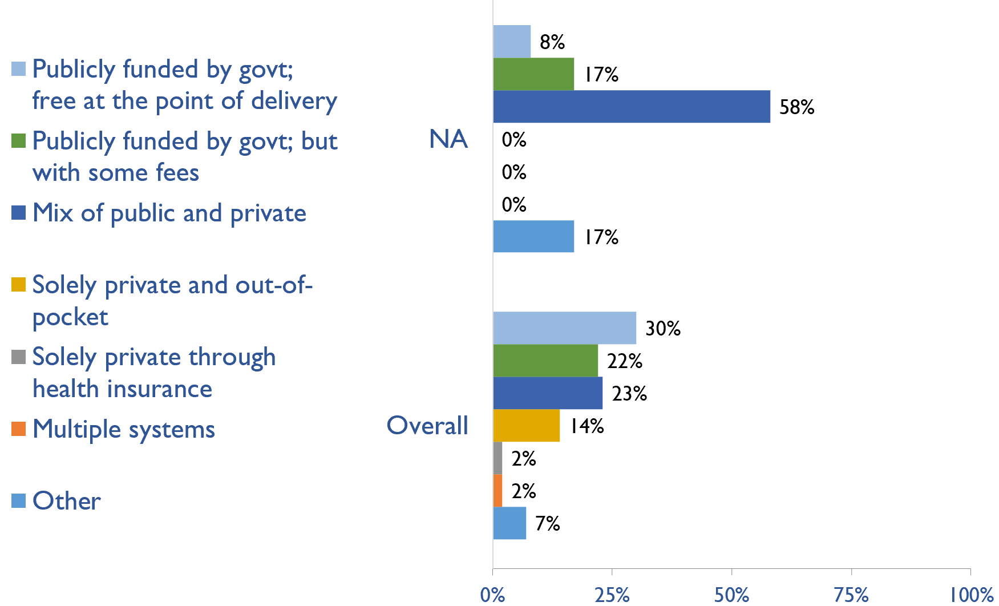 Publicly funded by govt;
free at the point of delivery
Publicly funded by govt; but
with some fees
Mix of public and private
Solely private and out-of-
pocket
Solely private through
health insurance
Multiple systems
Other
NA
8%
17%
58%
0%
0%
0%
17%
Overall
30%
22%
23%
14%
2%
2%
7%
0% 25% 50% 75% 100%